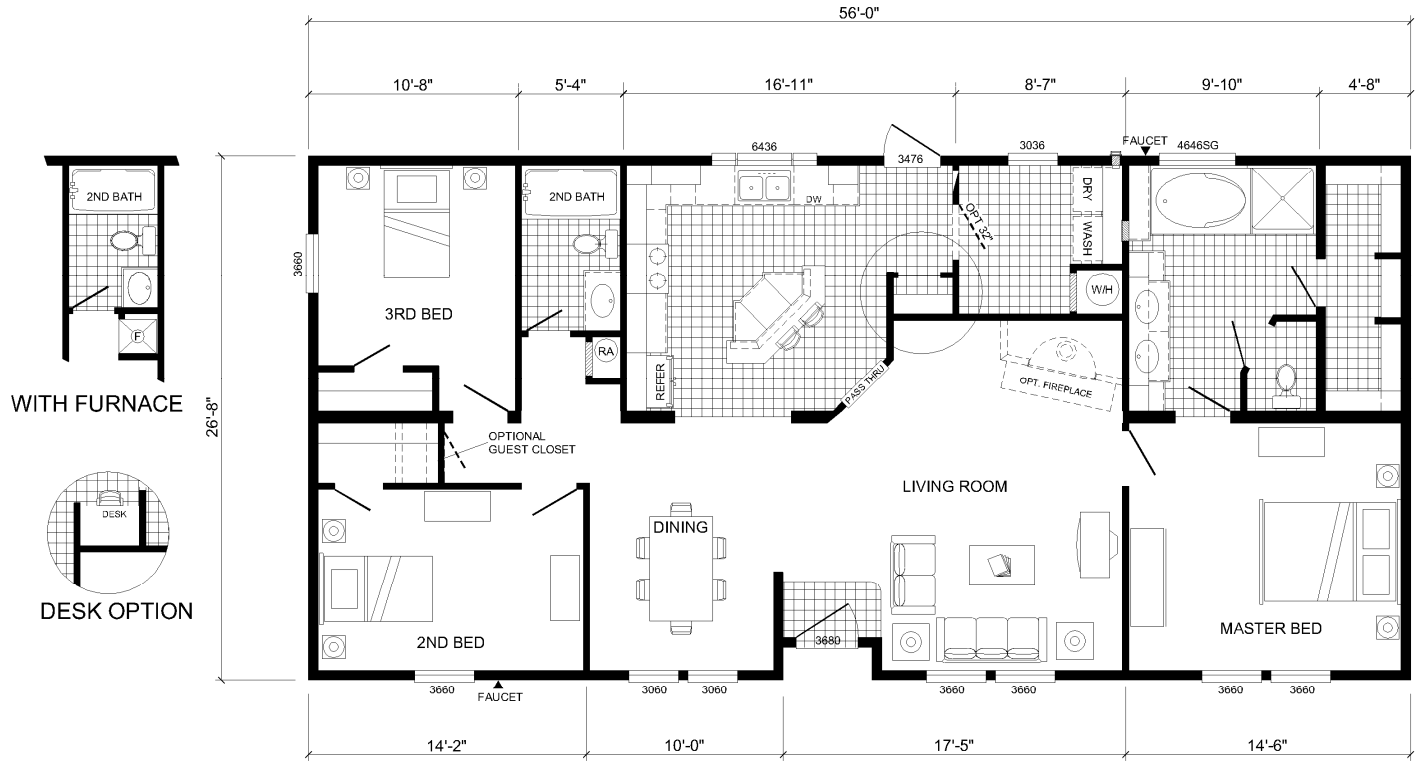 56'-0"
10'-8"
5'-4"
16'-11"
8'-7"
9'-10"
4'-8"
FAUCET
6436
3476
3036
4646SG
2ND BATH
2ND BATH
DW
DRY
WASH
OPT 32"
3660
W/H
3RD BED
F
RA
REFER
PASS THRU
OPT. FIREPLACE
WITH FURNACE
26'-8"
OPTIONAL
GUEST CLOSET
LIVING ROOM
DESK
DINING
DESK OPTION
2ND BED
3680
MASTER BED
3660
FAUCET
3060
3060
3660
3660
3660
3660
14'-2"
10'-0"
17'-5"
14'-6"